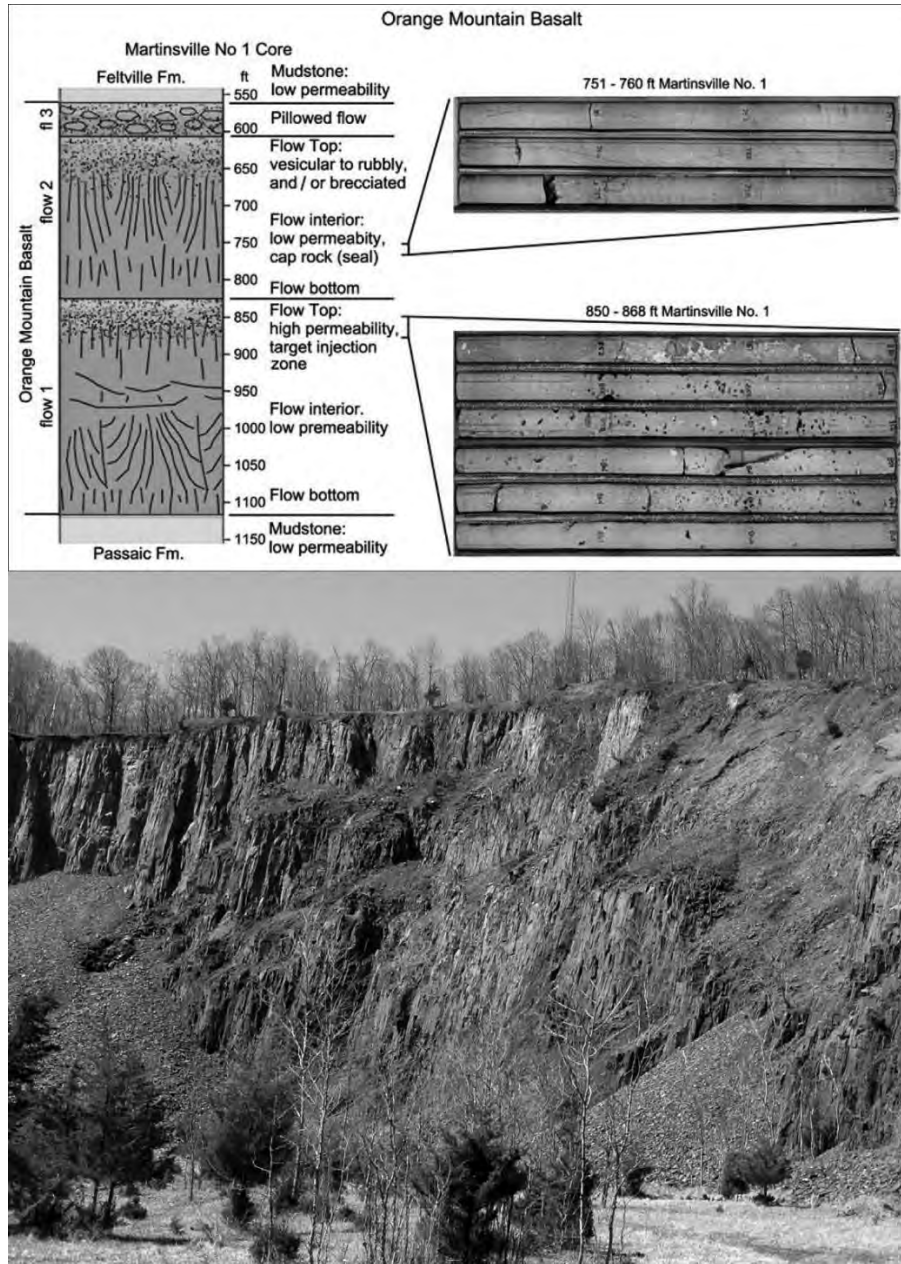 Orange Mountain Basalt
Martinsville No 1 Core
Feltville Fm.
ft
Mudstone:
low permeability
550
fl 3
Pillowed flow
600
Flow Top:
vesicular to rubbly,
and / or brecciated
650
flow 2
700
Flow interior:
low permeabity,
cap rock (seal)
750
800
Flow bottom
Orange Mountain Basalt
850
Flow Top:
high permeability,
target injection
zone
900
flow 1
950
1000
Flow interior.
low premeability
1050
1100
Flow bottom
1150
Mudstone:
low permeability
Passaic Fm.
751 - 760 ft Martinsville No. 1
850 - 868 ft Martinsville No. 1